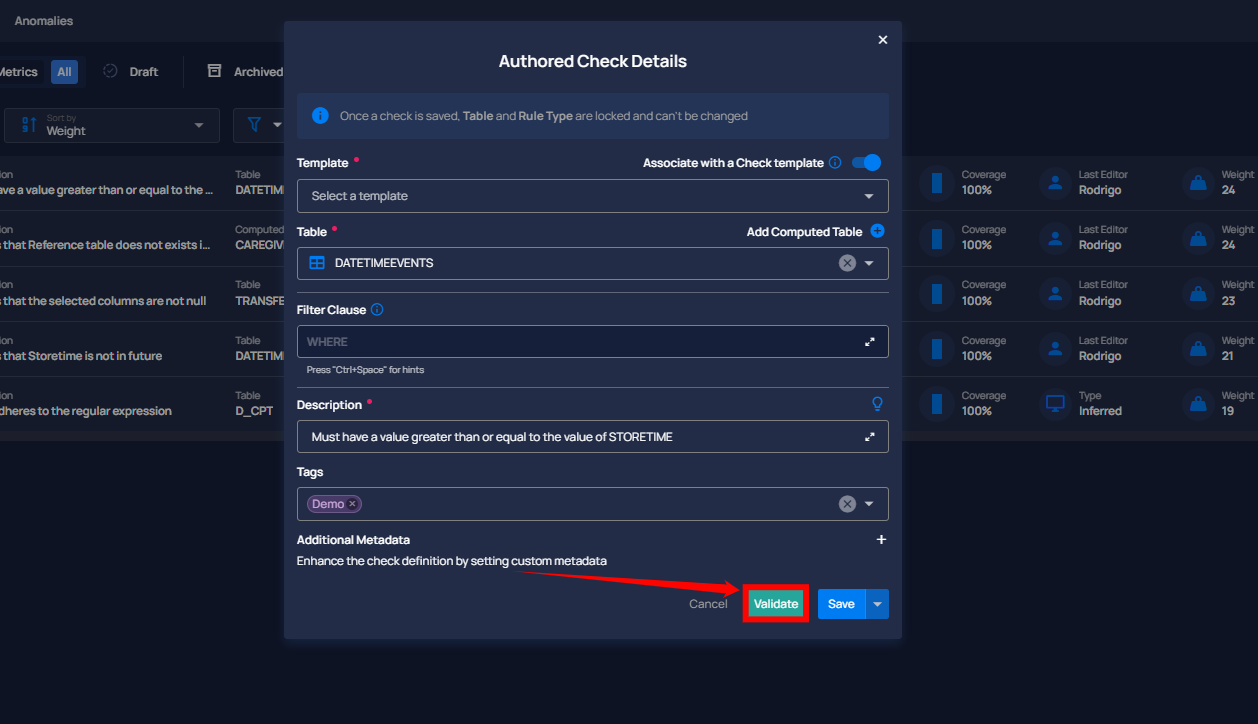 Anomalies
Metrics All Draft Archived
Sort by
Weight
Authored Check Details
Once a check is saved, Table and Rule Type are locked and can't be changed
Template • Associate with a Check template
Select a template
Table • Add Computed Table
DATETIMEEVENTS
Filter Clause
WHERE
Press "Ctrl+Space" for hints
Description •
Must have a value greater than or equal to the value of STORETIME
Tags
Demo
Additional Metadata
Enhance the check definition by setting custom metadata
Cancel Validate Save
ion Table Coverage Last Editor Weight
ave a value greater than or equal to the ... DATETIM 100% Rodrigo 24
ion Computed Coverage Last Editor Weight
s that Reference table does not exists i... CAREGIV 100% Rodrigo 24
ion Table Coverage Last Editor Weight
s that the selected columns are not null TRANSFE 100% Rodrigo 23
ion Table Coverage Last Editor Weight
s that Storetime is not in future DATETIM 100% Rodrigo 21
ion Table Coverage Type Weight
dheres to the regular expression D_CPT 100% Inferred 19